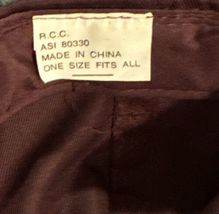 R.C.C.
ASI 80330
MADE IN CHINA
ONE SIZE FITS ALL